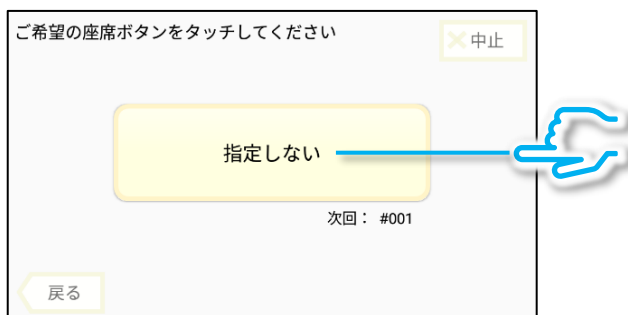 ご希望の座席ボタンをタッチしてください
中止
指定しない
次回： #001
戻る